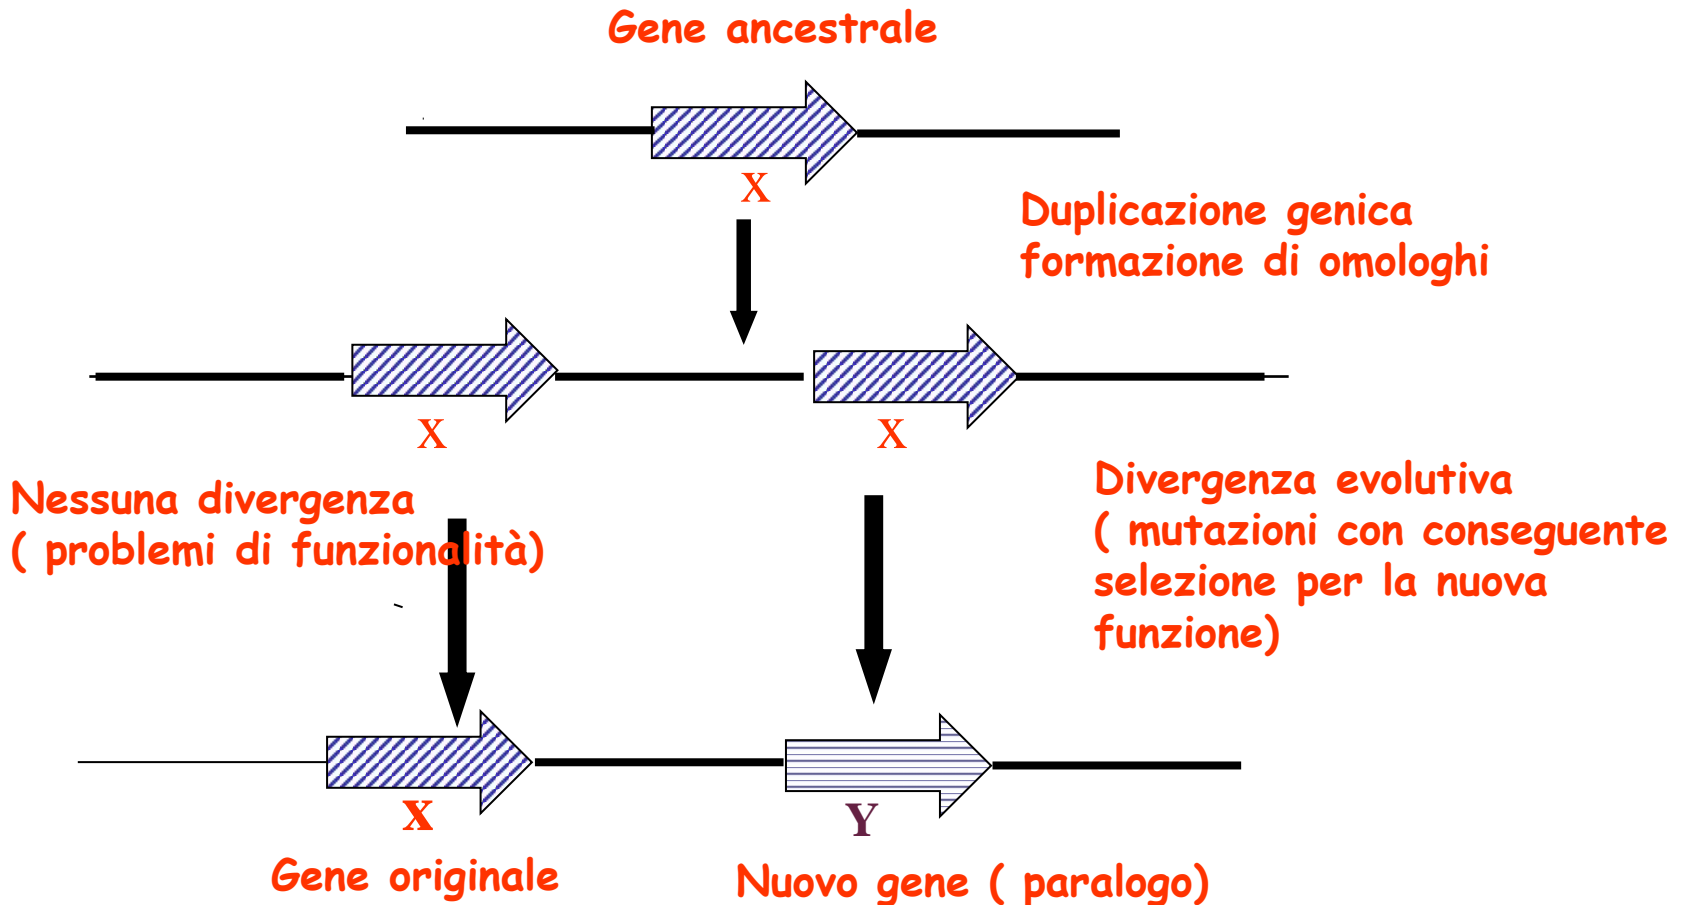 Gene ancestrale
X
Duplicazione genica
formazione di omologhi
X
X
Nessuna divergenza
( problemi di funzionalità)
Divergenza evolutiva
( mutazioni con conseguente
selezione per la nuova
funzione)
X
Y
Gene originale
Nuovo gene ( paralogo)